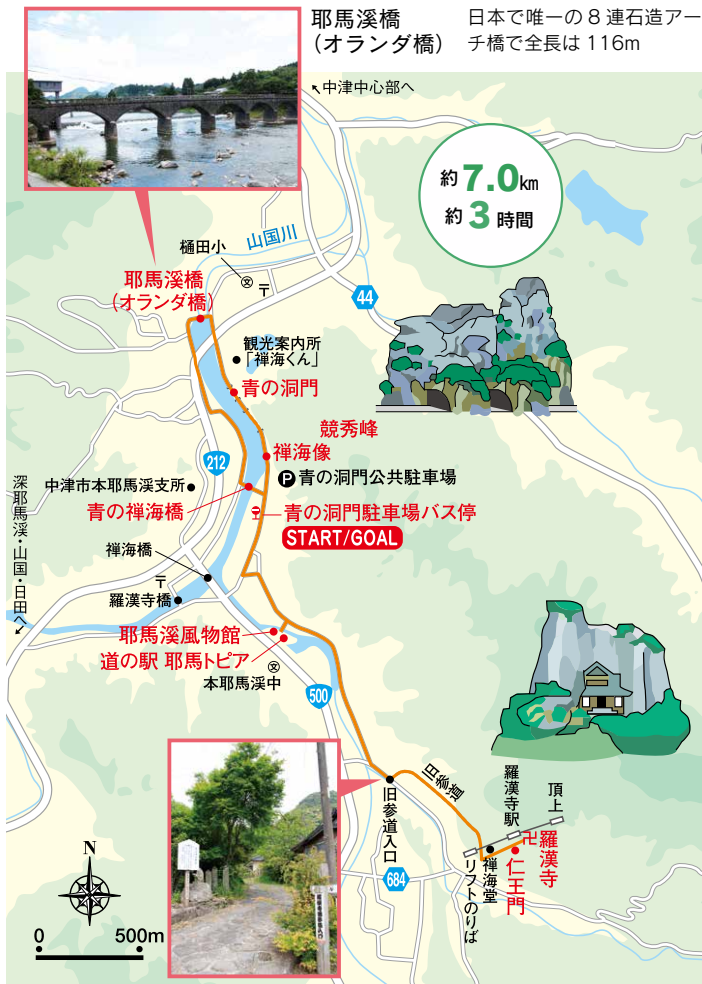 耶馬溪橋
(オランダ橋)
日本で唯一の8連石造アー
チ橋で全長は116m
↖中津中心部へ
約7.0km
約3時間
山国川
樋田小
文
〒
耶馬溪橋
(オランダ橋)
44
観光案内所
「禅海くん」
青の洞門
競秀峰
禅海像
212
P青の洞門公共駐車場
中津市本耶馬渓支所
青の禅海橋
青の洞門駐車場バス停
START/GOAL
深耶馬渓・山国・日田へ↙
禅海橋
〒
羅漢寺橋
耶馬溪風物館
道の駅 耶馬トピア
文
本耶馬渓中
500
旧参道
旧参道入口
羅漢寺駅
頂上
卍羅漢寺
仁王門
禅海堂
リフトのりば
684
N
0 500m